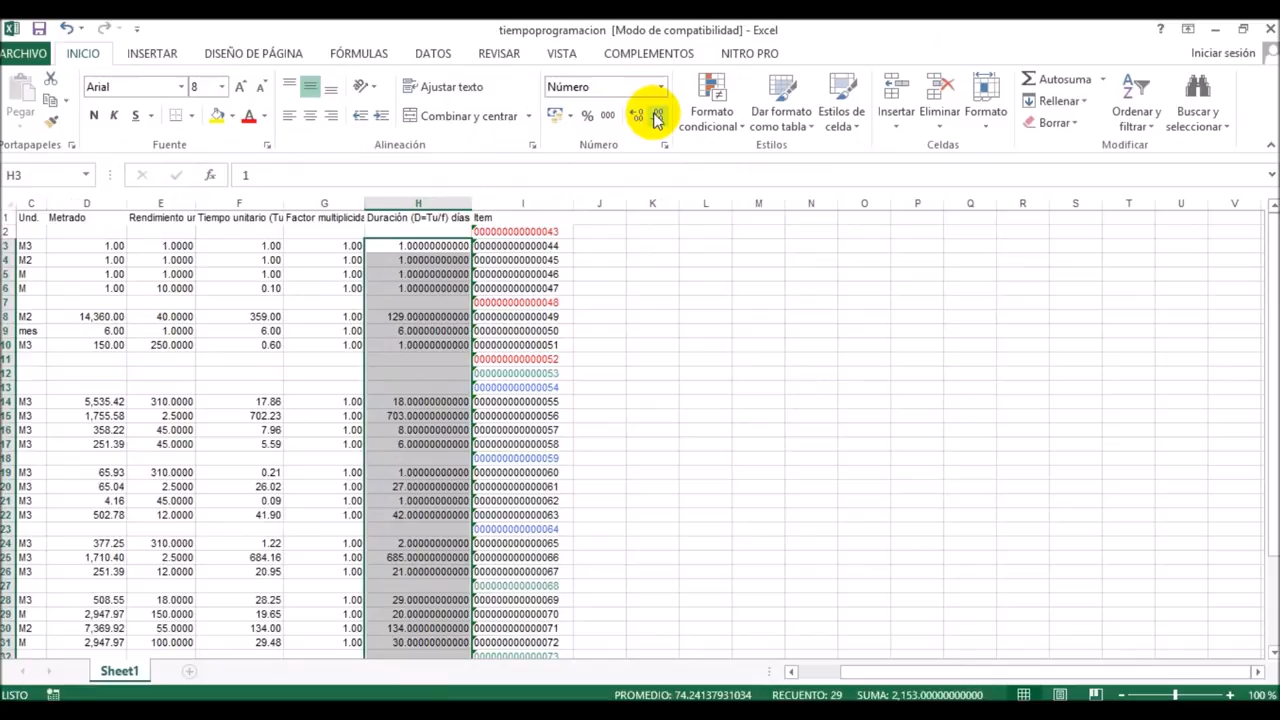 tiempoprogramacion [Modo de compatibilidad] - Excel
ARCHIVO INICIO INSERTAR DISEÑO DE PÁGINA FÓRMULAS DATOS REVISAR VISTA COMPLEMENTOS NITRO PRO Iniciar sesión
Pegar Arial 8 Ajustar texto Número Formato condicional Dar formato como tabla Estilos de celda Insertar Eliminar Formato Autosuma Rellenar Borrar Ordenar y filtrar Buscar y seleccionar
N K S A A Combinar y centrar % 000
Portapapeles Fuente Alineación Número Estilos Celdas Modificar
H3 fx 1
C D E F G H I J K L M N O P Q R S T U V
1 Und. Metrado Rendimiento ur Tiempo unitario (Tu Factor multiplicida Duración (D=Tu/f) días Item
2 000000000000043
3 M3 1.00 1.0000 1.00 1.00 1.00000000000 000000000000044
4 M2 1.00 1.0000 1.00 1.00 1.00000000000 000000000000045
5 M 1.00 1.0000 1.00 1.00 1.00000000000 000000000000046
6 M 1.00 10.0000 0.10 1.00 1.00000000000 000000000000047
7 000000000000048
8 M2 14,360.00 40.0000 359.00 1.00 129.00000000000 000000000000049
9 mes 6.00 1.0000 6.00 1.00 6.00000000000 000000000000050
10 M3 150.00 250.0000 0.60 1.00 1.00000000000 000000000000051
11 000000000000052
12 000000000000053
13 000000000000054
14 M3 5,535.42 310.0000 17.86 1.00 18.00000000000 000000000000055
15 M3 1,755.58 2.5000 702.23 1.00 703.00000000000 000000000000056
16 M3 358.22 45.0000 7.96 1.00 8.00000000000 000000000000057
17 M3 251.39 45.0000 5.59 1.00 6.00000000000 000000000000058
18 000000000000059
19 M3 65.93 310.0000 0.21 1.00 1.00000000000 000000000000060
20 M3 65.04 2.5000 26.02 1.00 27.00000000000 000000000000061
21 M3 4.16 45.0000 0.09 1.00 1.00000000000 000000000000062
22 M3 502.78 12.0000 41.90 1.00 42.00000000000 000000000000063
23 000000000000064
24 M3 377.25 310.0000 1.22 1.00 2.00000000000 000000000000065
25 M3 1,710.40 2.5000 684.16 1.00 685.00000000000 000000000000066
26 M3 251.39 12.0000 20.95 1.00 21.00000000000 000000000000067
27 000000000000068
28 M3 508.55 18.0000 28.25 1.00 29.00000000000 000000000000069
29 M 2,947.97 150.0000 19.65 1.00 20.00000000000 000000000000070
30 M2 7,369.92 55.0000 134.00 1.00 134.00000000000 000000000000071
31 M 2,947.97 100.0000 29.48 1.00 30.00000000000 000000000000072
32 000000000000073
Sheet1
LISTO PROMEDIO: 74.24137931034 RECUENTO: 29 SUMA: 2,153.00000000000 100 %